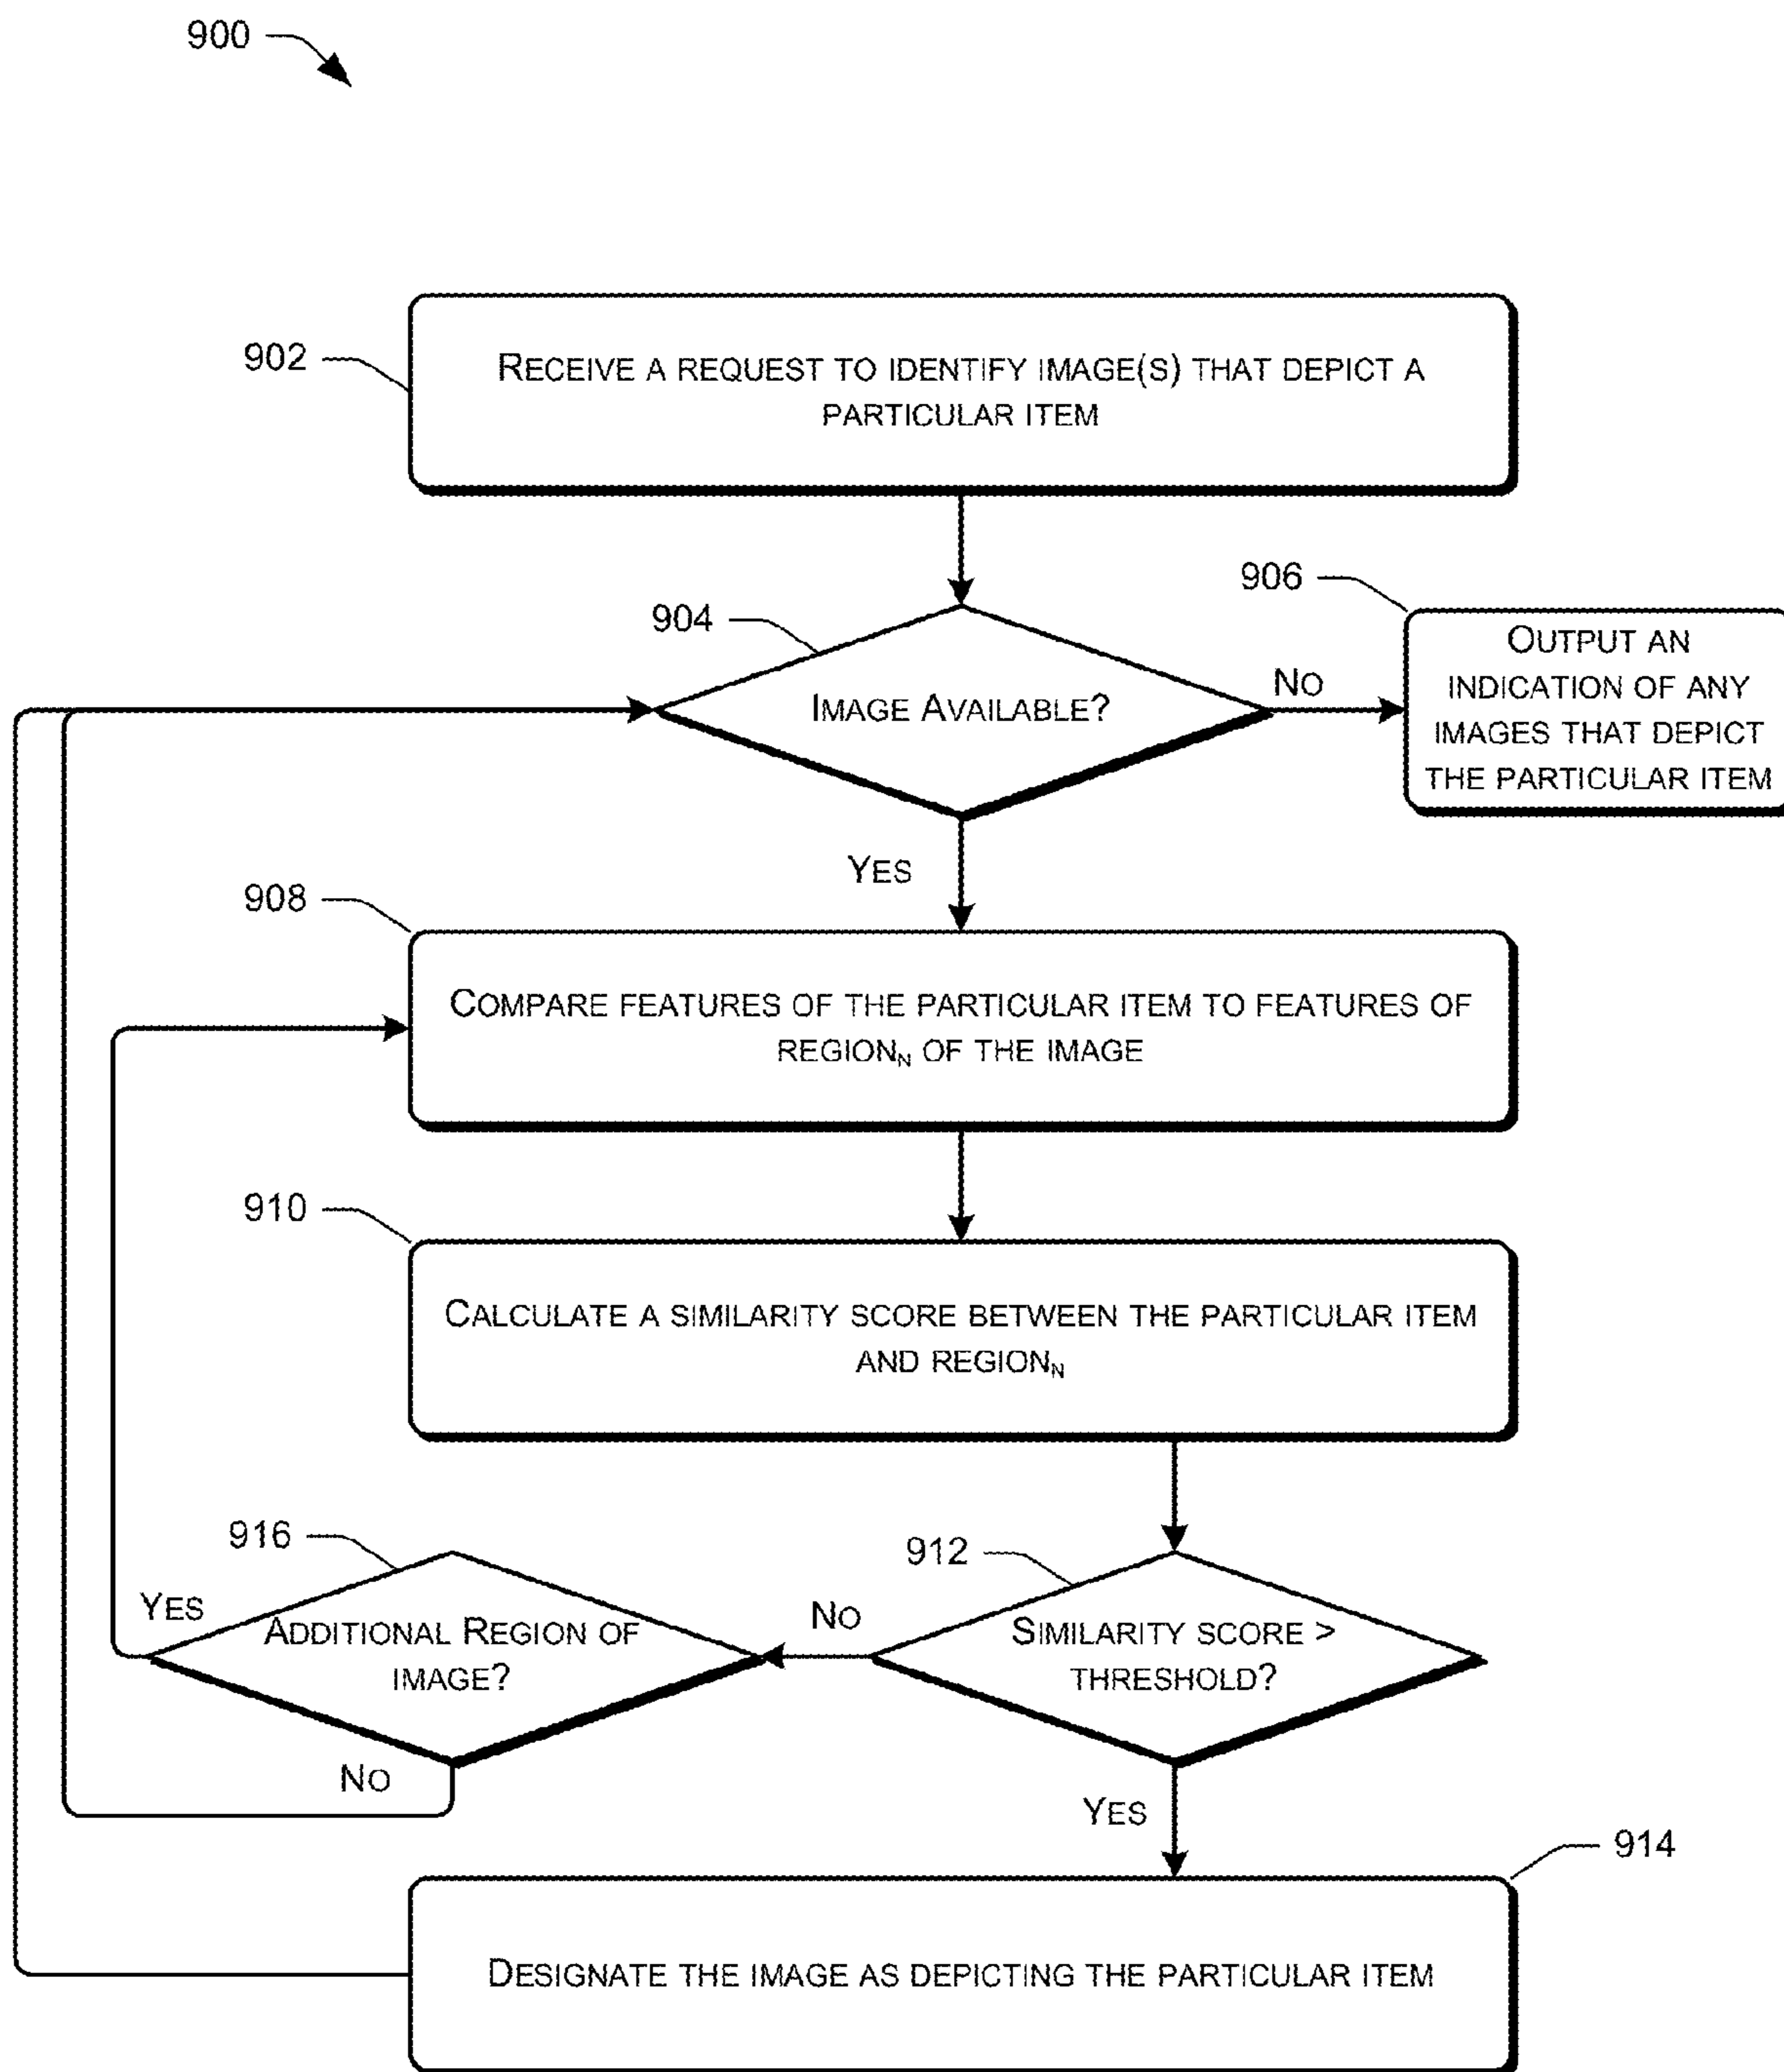 900
902
RECEIVE A REQUEST TO IDENTIFY IMAGE(S) THAT DEPICT A
PARTICULAR ITEM
904
IMAGE AVAILABLE?
NO
906
OUTPUT AN
INDICATION OF ANY
IMAGES THAT DEPICT
THE PARTICULAR ITEM
YES
908
COMPARE FEATURES OF THE PARTICULAR ITEM TO FEATURES OF
REGIONN OF THE IMAGE
910
CALCULATE A SIMILARITY SCORE BETWEEN THE PARTICULAR ITEM
AND REGIONN
916
YES
ADDITIONAL REGION OF
IMAGE?
NO
912
NO
SIMILARITY SCORE >
THRESHOLD?
YES
914
DESIGNATE THE IMAGE AS DEPICTING THE PARTICULAR ITEM